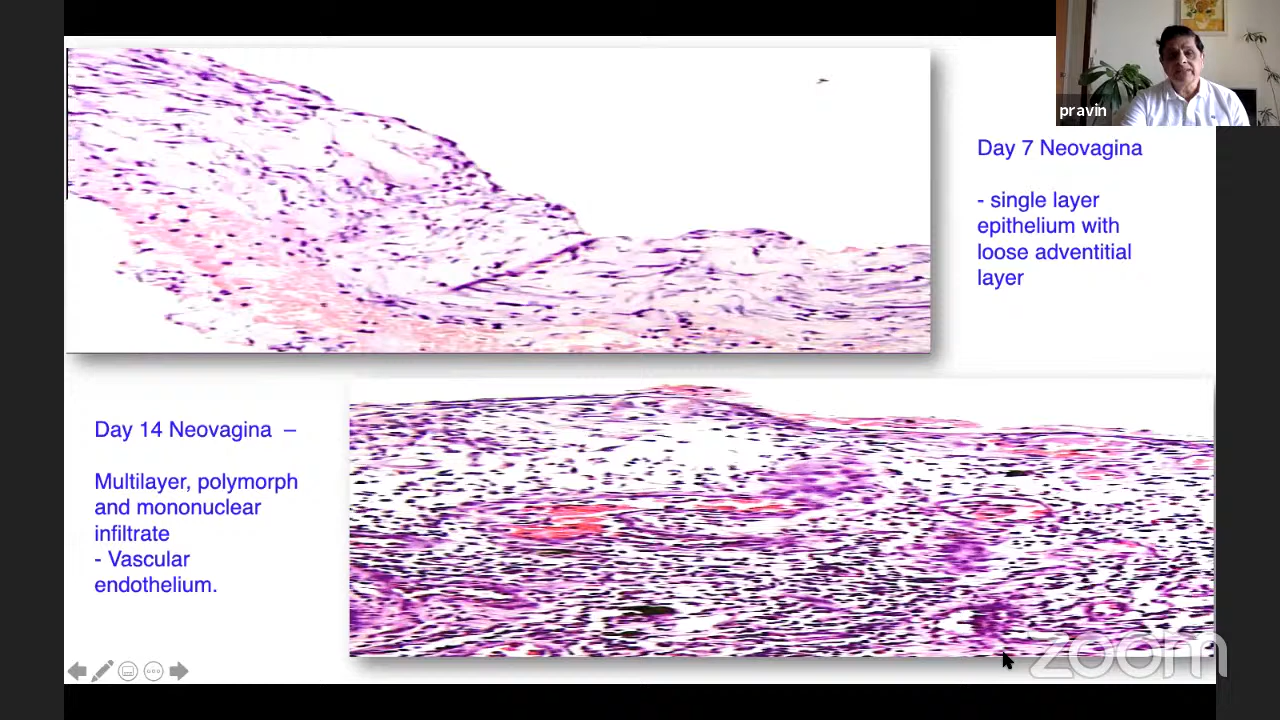 pravin
Day 7 Neovagina
- single layer
epithelium with
loose adventitial
layer
Day 14 Neovagina –
Multilayer, polymorph
and mononuclear
infiltrate
- Vascular
endothelium.
zoom